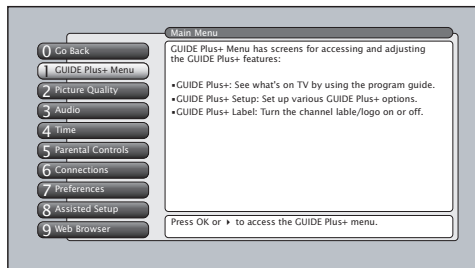 Main Menu
0 Go Back
1 GUIDE Plus+ Menu
2 Picture Quality
3 Audio
4 Time
5 Parental Controls
6 Connections
7 Preferences
8 Assisted Setup
9 Web Browser
GUIDE Plus+ Menu has screens for accessing and adjusting
the GUIDE Plus+ features:
▪GUIDE Plus+: See what's on TV by using the program guide.
▪GUIDE Plus+ Setup: Set up various GUIDE Plus+ options.
▪GUIDE Plus+ Label: Turn the channel lable/logo on or off.
Press OK or ▸ to access the GUIDE Plus+ menu.